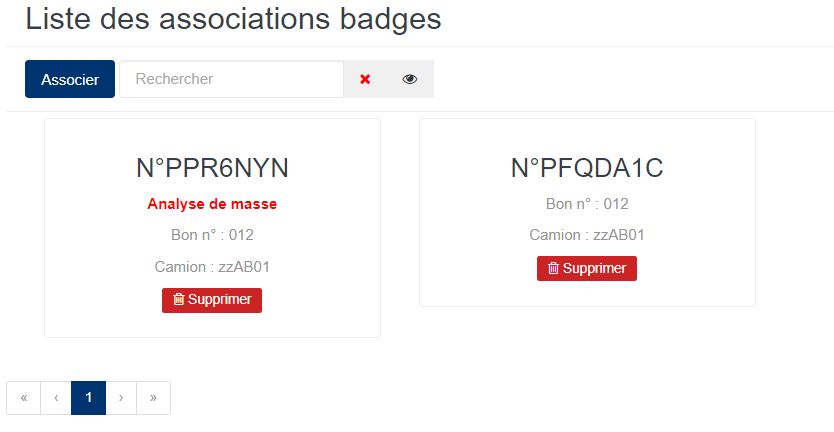 Liste des associations badges
Associer
Rechercher
N°PPR6NYN
Analyse de masse
Bon n° : 012
Camion : zzAB01
Supprimer
N°PFQDA1C
Bon n° : 012
Camion : zzAB01
Supprimer
« ‹ 1 › »